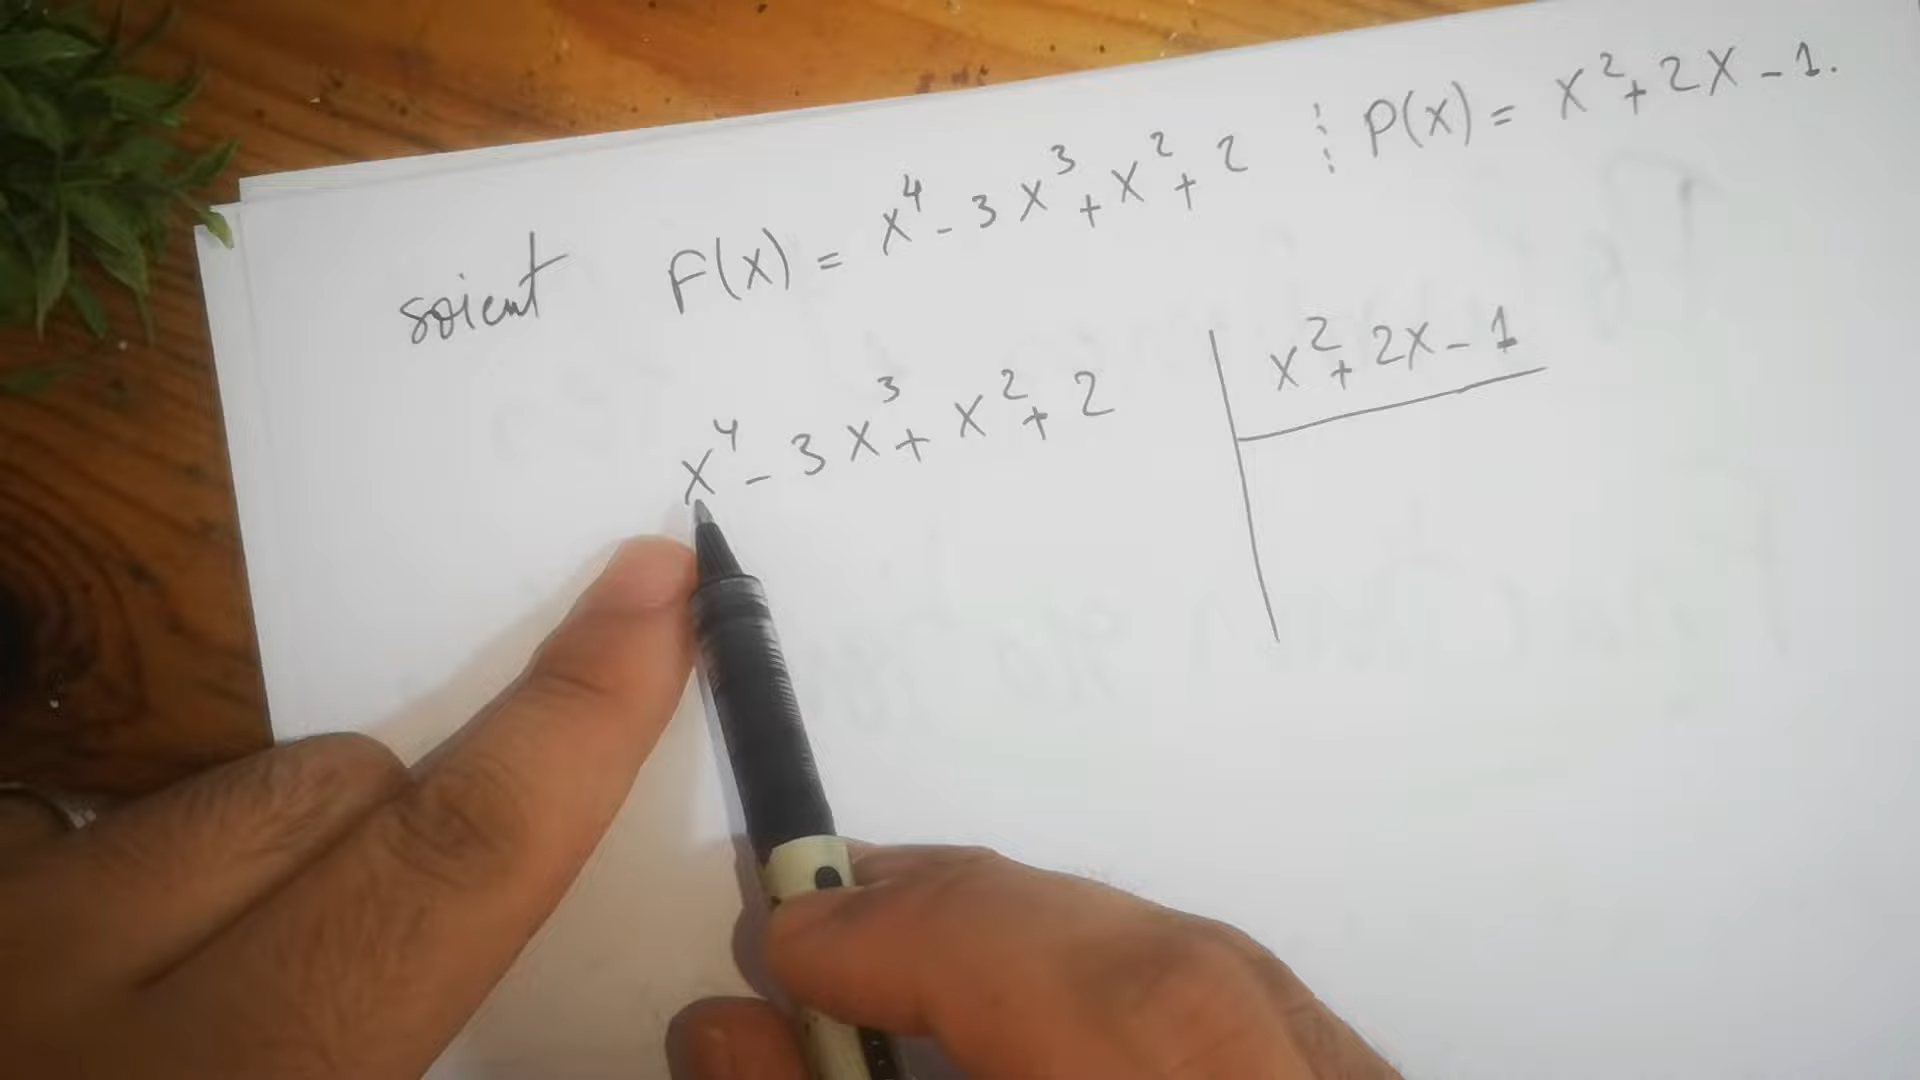 soient F(x) = x⁴ - 3x³ + x² + 2 ⋮ P(x) = x² + 2x - 1.
x⁴ - 3x³ + x² + 2 | x² + 2x - 1